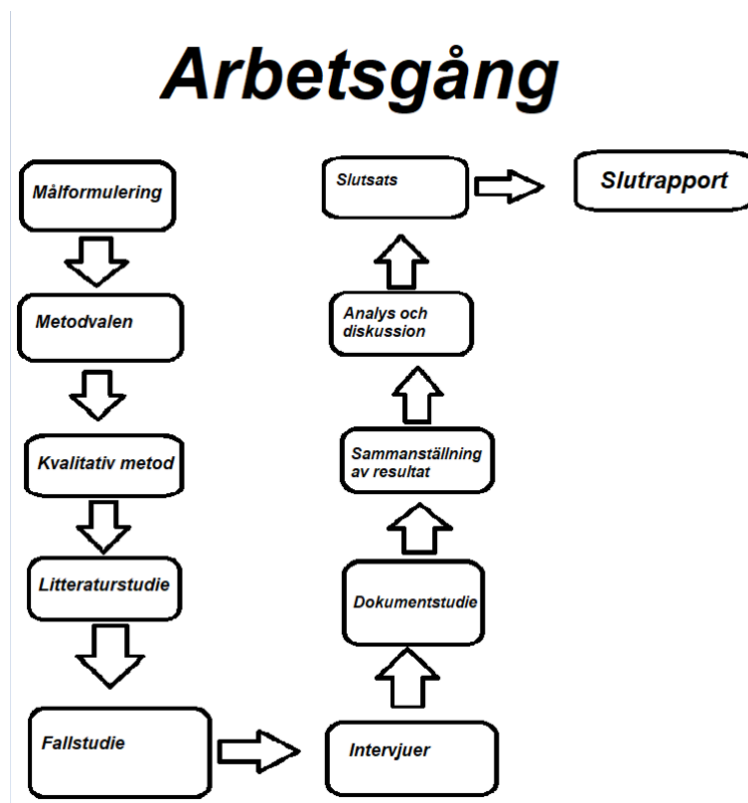 Arbetsgång
Målformulering
Metodvalen
Kvalitativ metod
Litteraturstudie
Fallstudie
Intervjuer
Dokumentstudie
Sammanställning
av resultat
Analys och
diskussion
Slutsats
Slutrapport